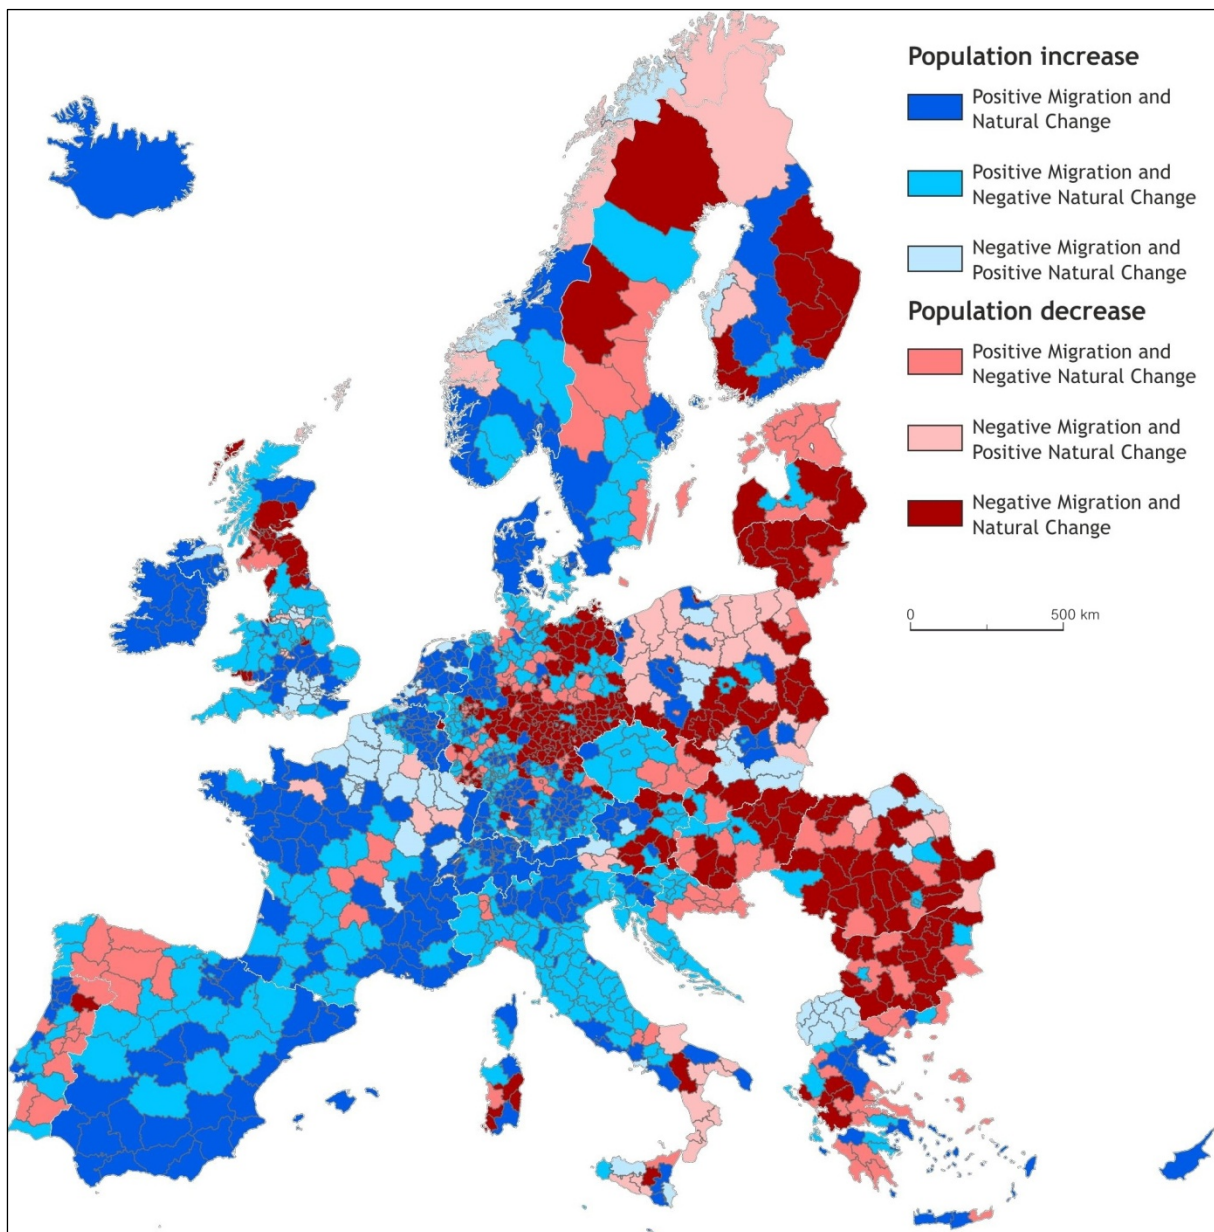 Population increase
Positive Migration and
Natural Change
Positive Migration and
Negative Natural Change
Negative Migration and
Positive Natural Change
Population decrease
Positive Migration and
Negative Natural Change
Negative Migration and
Positive Natural Change
Negative Migration and
Natural Change
0 500 km